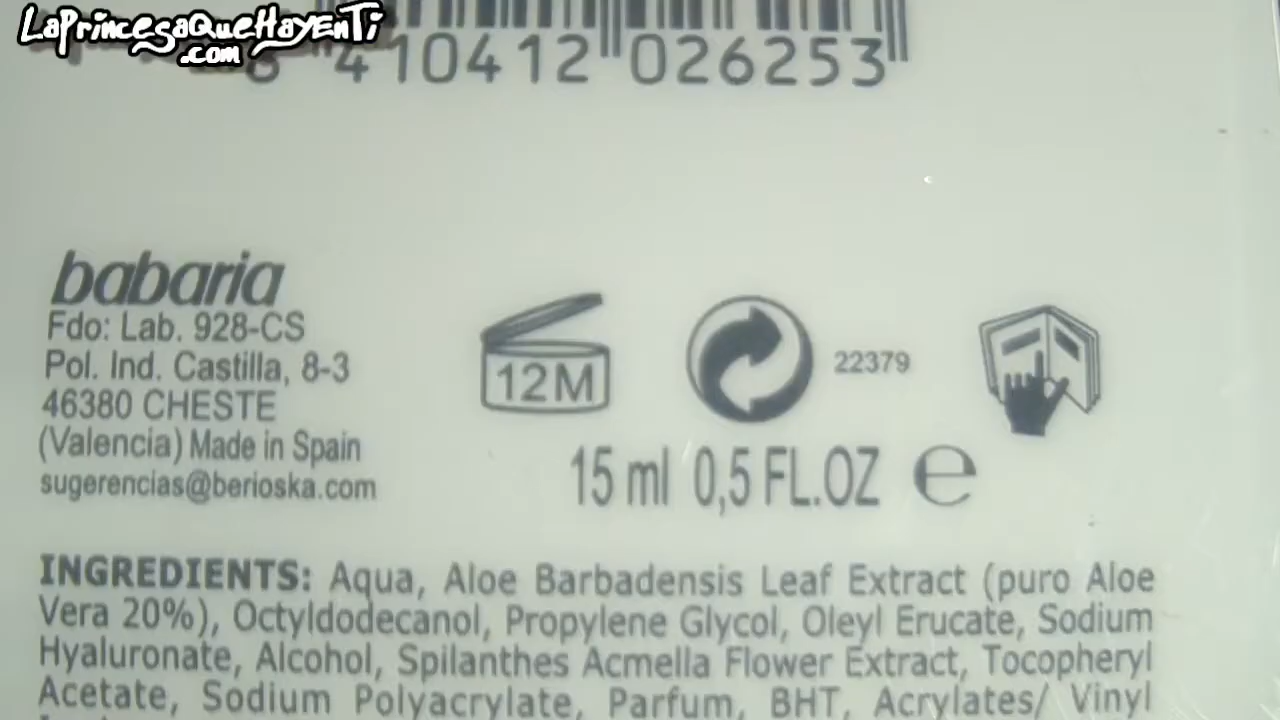 LaPrincesaQueHayEnTi
.com
8 410412 026253
babaria
Fdo: Lab. 928-CS
Pol. Ind. Castilla, 8-3
46380 CHESTE
(Valencia) Made in Spain
sugerencias@berioska.com
12M
22379
15 ml 0,5 FL.OZ e
INGREDIENTS: Aqua, Aloe Barbadensis Leaf Extract (puro Aloe
Vera 20%), Octyldodecanol, Propylene Glycol, Oleyl Erucate, Sodium
Hyaluronate, Alcohol, Spilanthes Acmella Flower Extract, Tocopheryl
Acetate, Sodium Polyacrylate, Parfum, BHT, Acrylates/ Vinyl